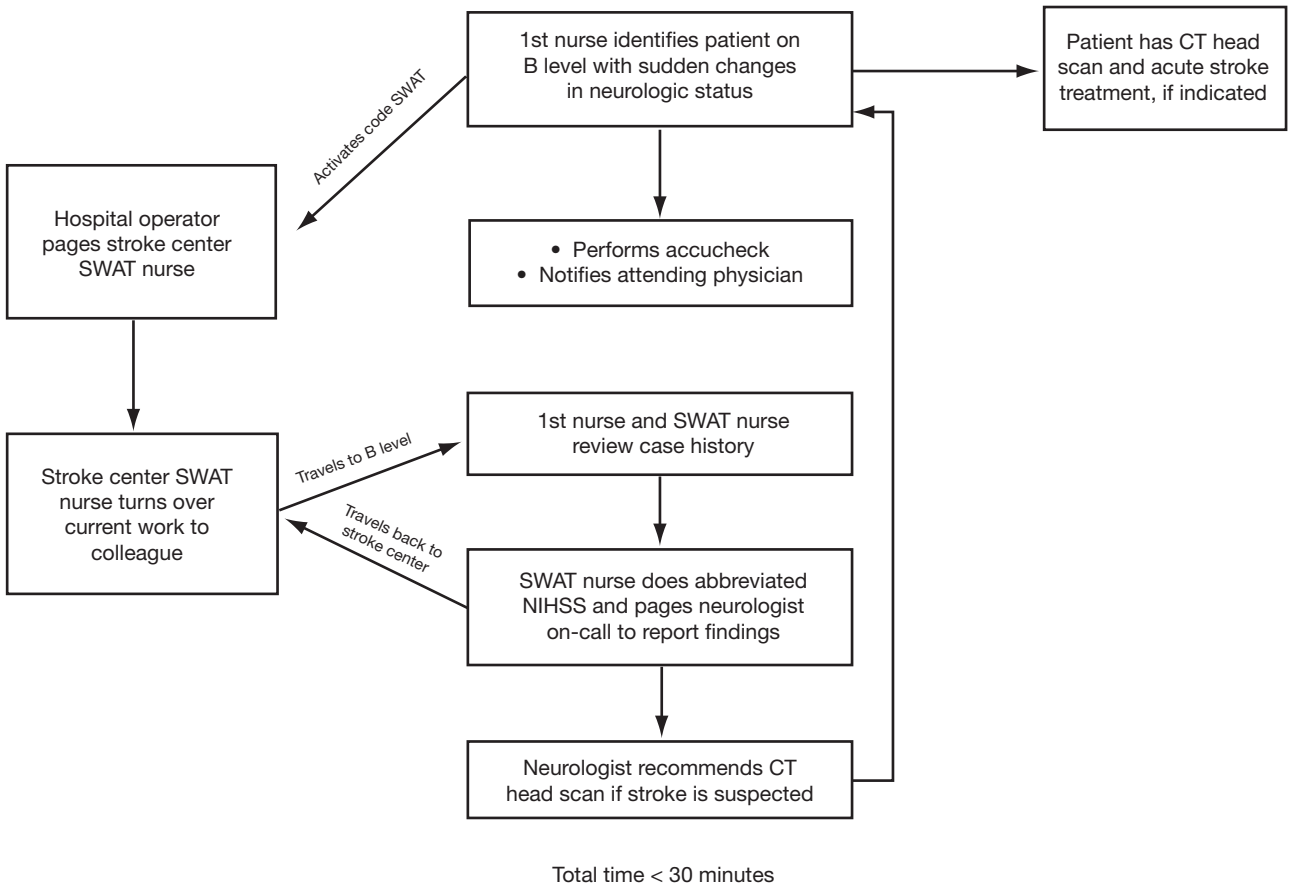 1st nurse identifies patient on
B level with sudden changes
in neurologic status
Patient has CT head
scan and acute stroke
treatment, if indicated
Activates code SWAT
Hospital operator
pages stroke center
SWAT nurse
• Performs accucheck
• Notifies attending physician
Stroke center SWAT
nurse turns over
current work to
colleague
Travels to B level
1st nurse and SWAT nurse
review case history
Travels back to
stroke center
SWAT nurse does abbreviated
NIHSS and pages neurologist
on-call to report findings
Neurologist recommends CT
head scan if stroke is suspected
Total time < 30 minutes